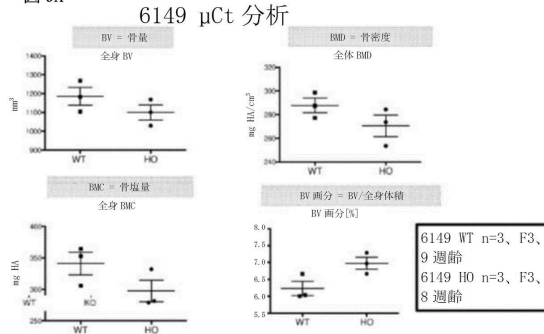 6149 µCt 分析
BV = 骨量
全身 BV
mm³
1300
1200
1100
1000
900
WT HO
BMD = 骨密度
全体 BMD
mg HA/cm³
320
300
280
260
240
WT HO
BMC = 骨塩量
全身 BMC
mg HA
400
350
300
250
WT KO
WT HO
BV 画分 = BV/全身体積
BV 画分[%]
8.0
7.5
7.0
6.5
6.0
5.5
WT HO
6149 WT n=3、F3、
9 週齢
6149 HO n=3、F3、
8 週齢